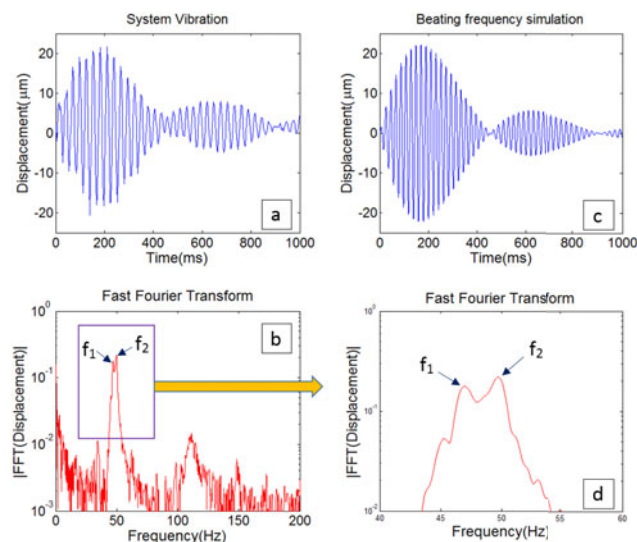 System Vibration
Beating frequency simulation
Displacement(μm)
20
10
0
-10
-20
a
0 200 400 600 800 1000
Time(ms)
Displacement(μm)
20
10
0
-10
-20
c
0 200 400 600 800 1000
Time(ms)
Fast Fourier Transform
|FFT(Displacement)|
10⁰
10⁻¹
10⁻²
10⁻³
f₁
f₂
b
0 50 100 150 200
Frequency(Hz)
Fast Fourier Transform
|FFT(Displacement)|
10⁰
10⁻¹
10⁻²
f₁
f₂
d
40 45 50 55 60
Frequency(Hz)